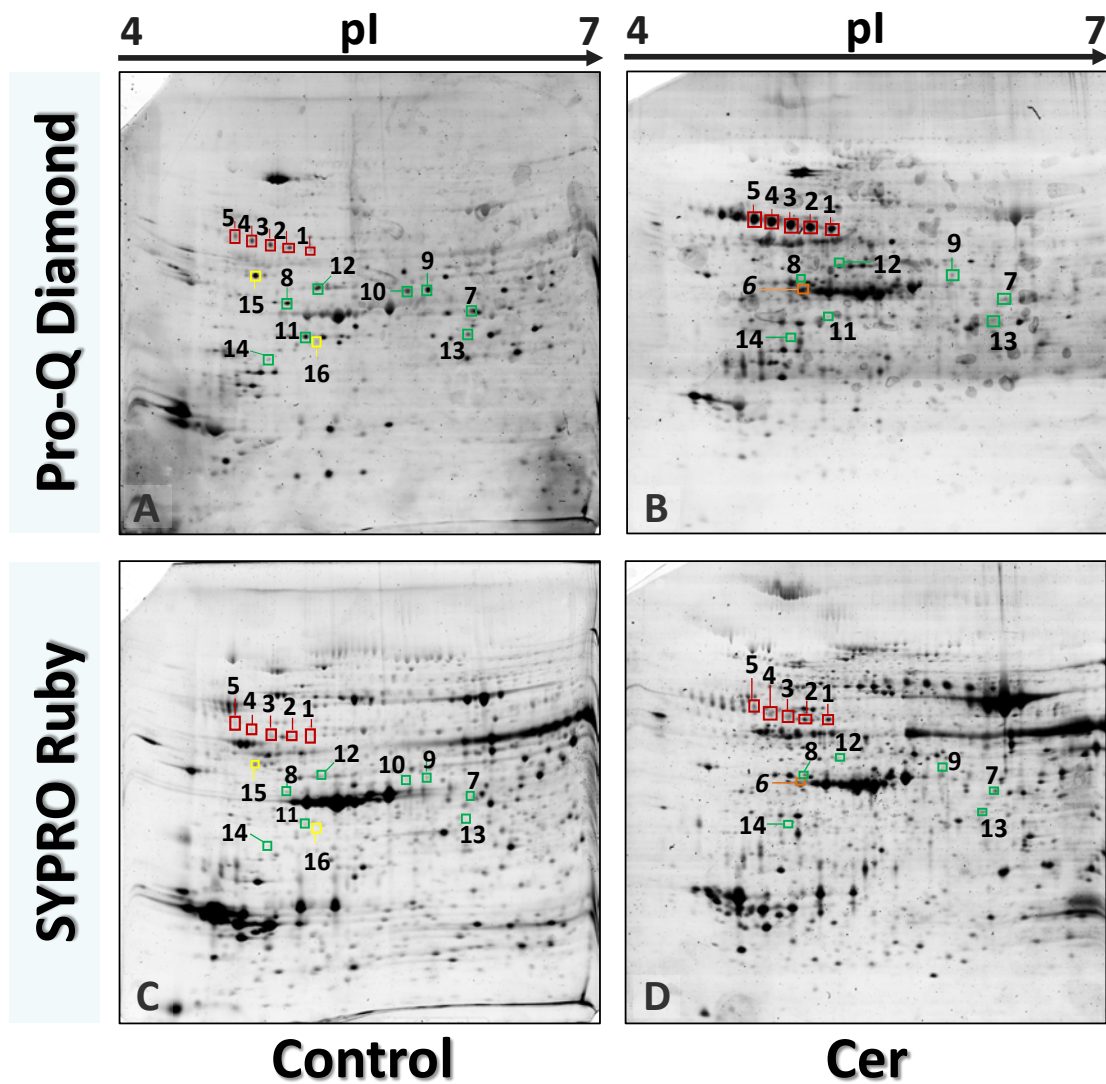 4 pI 7
4 pI 7
Pro-Q Diamond
5 4 3 2 1
12 9
8 10 7
15
11 13
14
16
A
5 4 3 2 1
9
8 12
6 7
11 13
14
B
SYPRO Ruby
5 4 3 2 1
12 10 9
8 7
15
11
14 13
16
C
5 4 3 2 1
12
8 9
6 7
14 13
D
Control
Cer